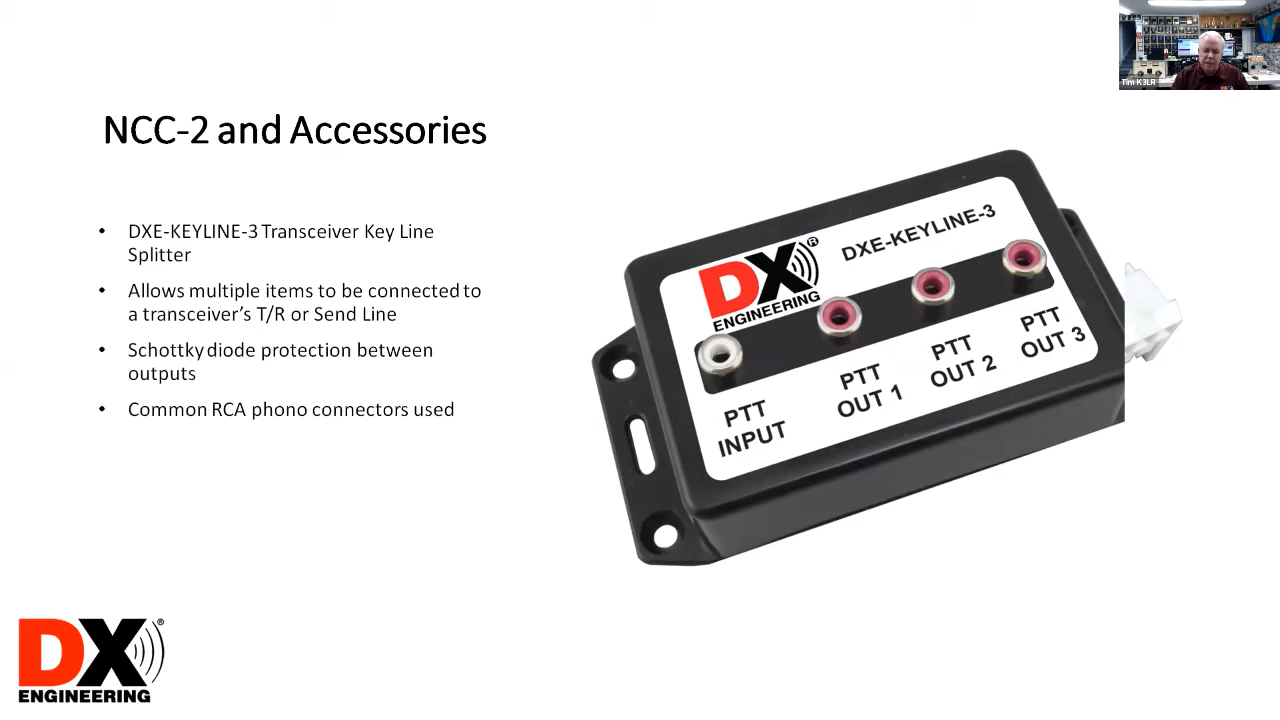 Tim K3LR
NCC-2 and Accessories
• DXE-KEYLINE-3 Transceiver Key Line
Splitter
• Allows multiple items to be connected to
a transceiver's T/R or Send Line
• Schottky diode protection between
outputs
• Common RCA phono connectors used
DX®
ENGINEERING
DXE-KEYLINE-3
PTT
INPUT
PTT
OUT 1
PTT
OUT 2
PTT
OUT 3
DX®
ENGINEERING